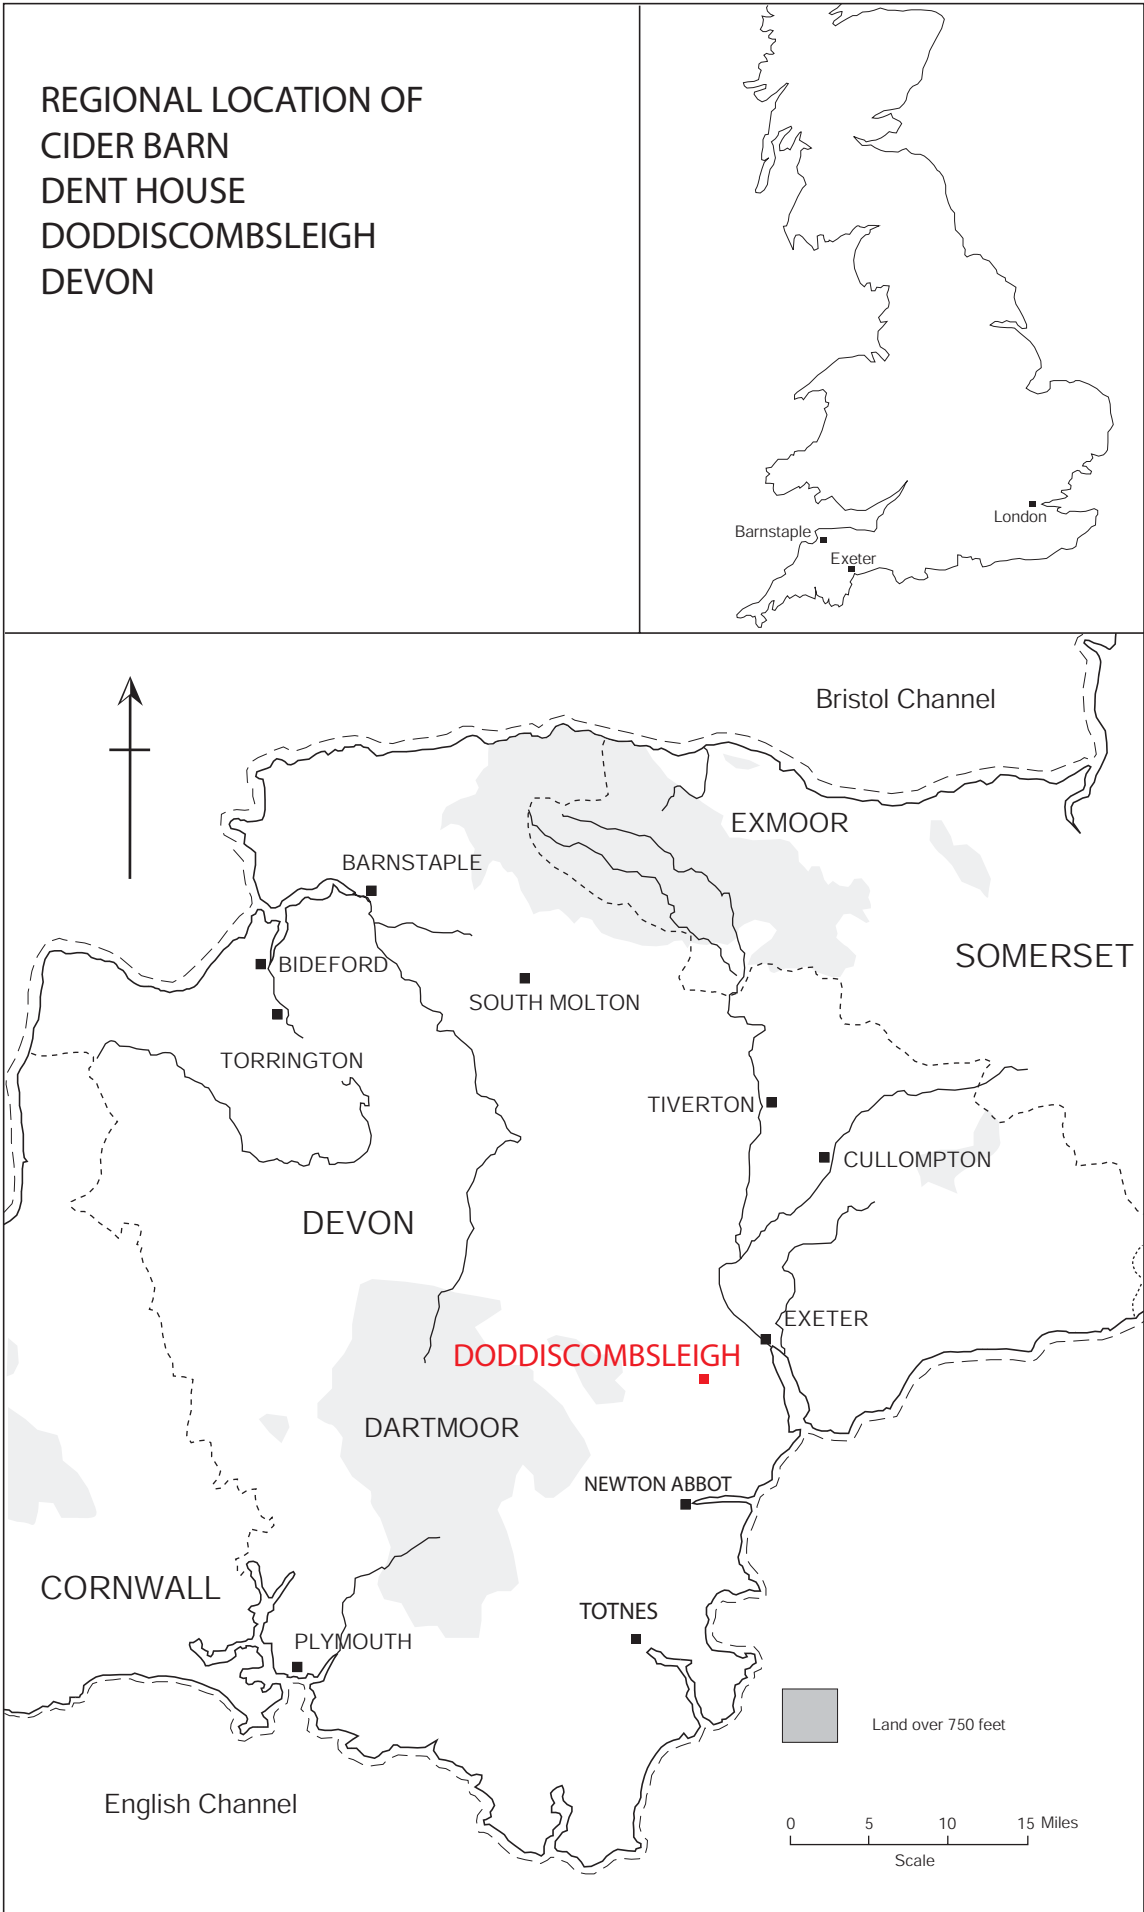 REGIONAL LOCATION OF
CIDER BARN
DENT HOUSE
DODDISCOMBSLEIGH
DEVON
Barnstaple
London
Exeter
Bristol Channel
EXMOOR
BARNSTAPLE
SOMERSET
BIDEFORD
SOUTH MOLTON
TORRINGTON
TIVERTON
CULLOMPTON
DEVON
EXETER
DODDISCOMBSLEIGH
DARTMOOR
NEWTON ABBOT
CORNWALL
TOTNES
PLYMOUTH
Land over 750 feet
English Channel
0 5 10 15 Miles
Scale